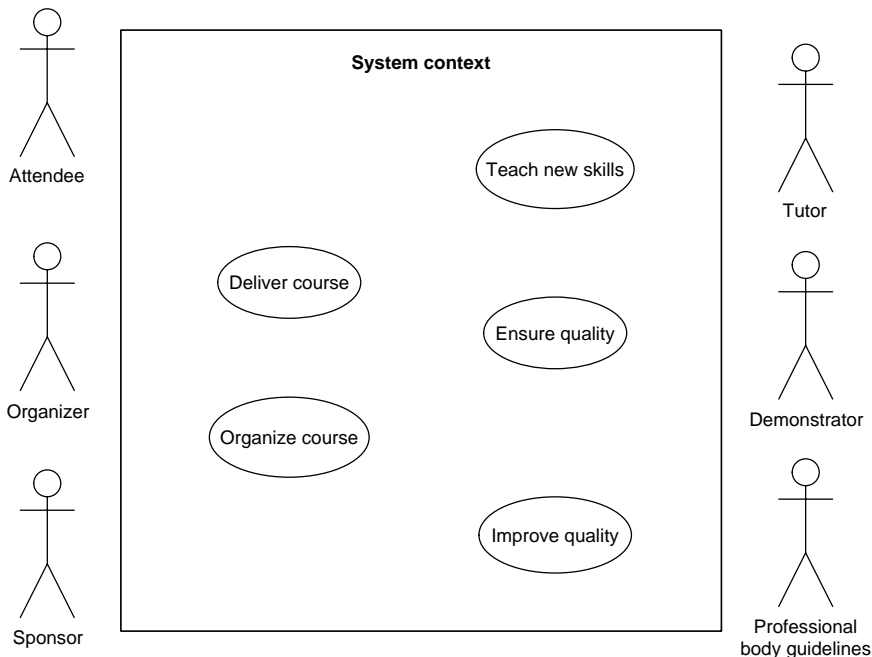 System context
Attendee
Teach new skills
Tutor
Deliver course
Ensure quality
Organizer
Demonstrator
Organize course
Improve quality
Sponsor
Professional
body guidelines